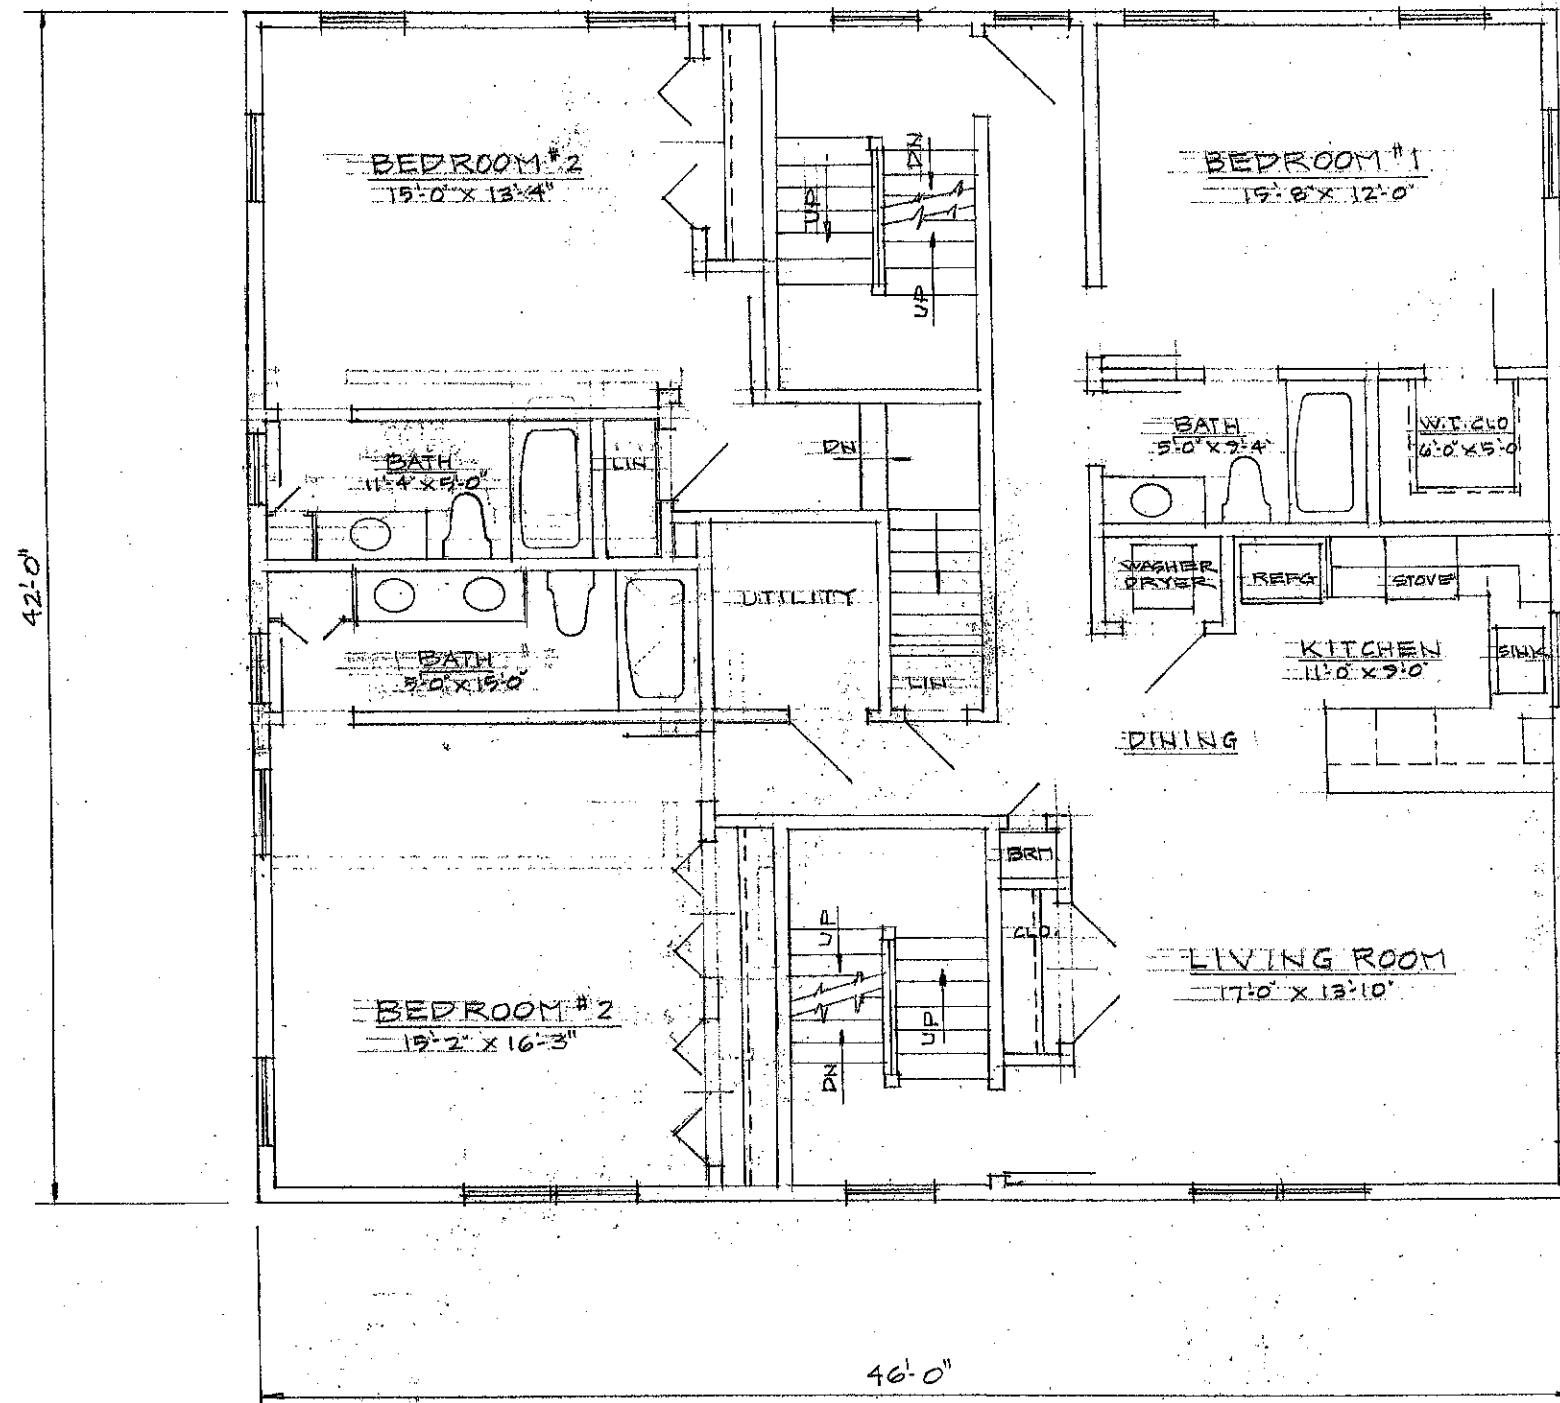 BEDROOM #2
15'-0" X 13'-4"
BEDROOM #1
15'-8" X 12'-0"
UP
DN
UP
BATH
11'-4" X 5'-0"
LIN
DN
BATH
5'-0" X 9'-4"
W.I. CLO
6'-0" X 5'-0"
WASHER
DRYER
REFG
STOVE
UTILITY
KITCHEN
11'-0" X 9'-0"
SINK
BATH
5'-0" X 15'-0"
LIN
DINING
42'-0"
BRM
UP
CLO.
LIVING ROOM
17'-0" X 13'-10"
BEDROOM #2
15'-2" X 16'-3"
UP
DN
46'-0"